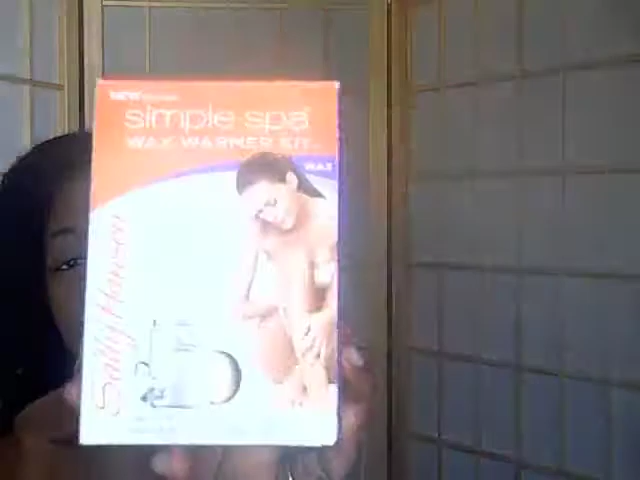 NEW
simple spa
WAX WARMER KIT
WAX
Sally Hansen